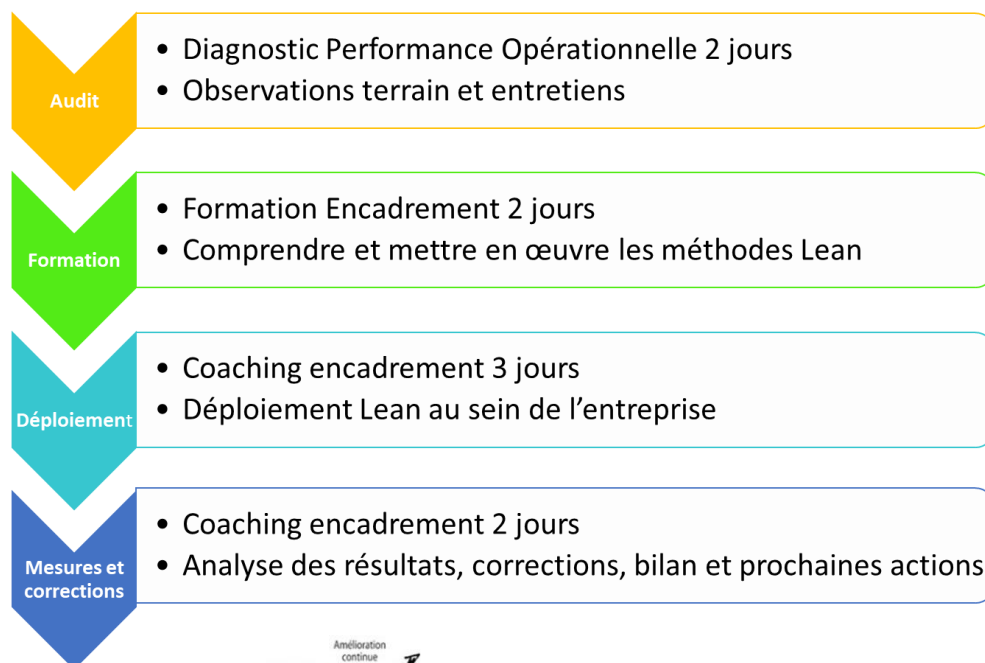 Audit
• Diagnostic Performance Opérationnelle 2 jours
• Observations terrain et entretiens
Formation
• Formation Encadrement 2 jours
• Comprendre et mettre en œuvre les méthodes Lean
Déploiement
• Coaching encadrement 3 jours
• Déploiement Lean au sein de l’entreprise
Mesures et
corrections
• Coaching encadrement 2 jours
• Analyse des résultats, corrections, bilan et prochaines actions
Amélioration
continue